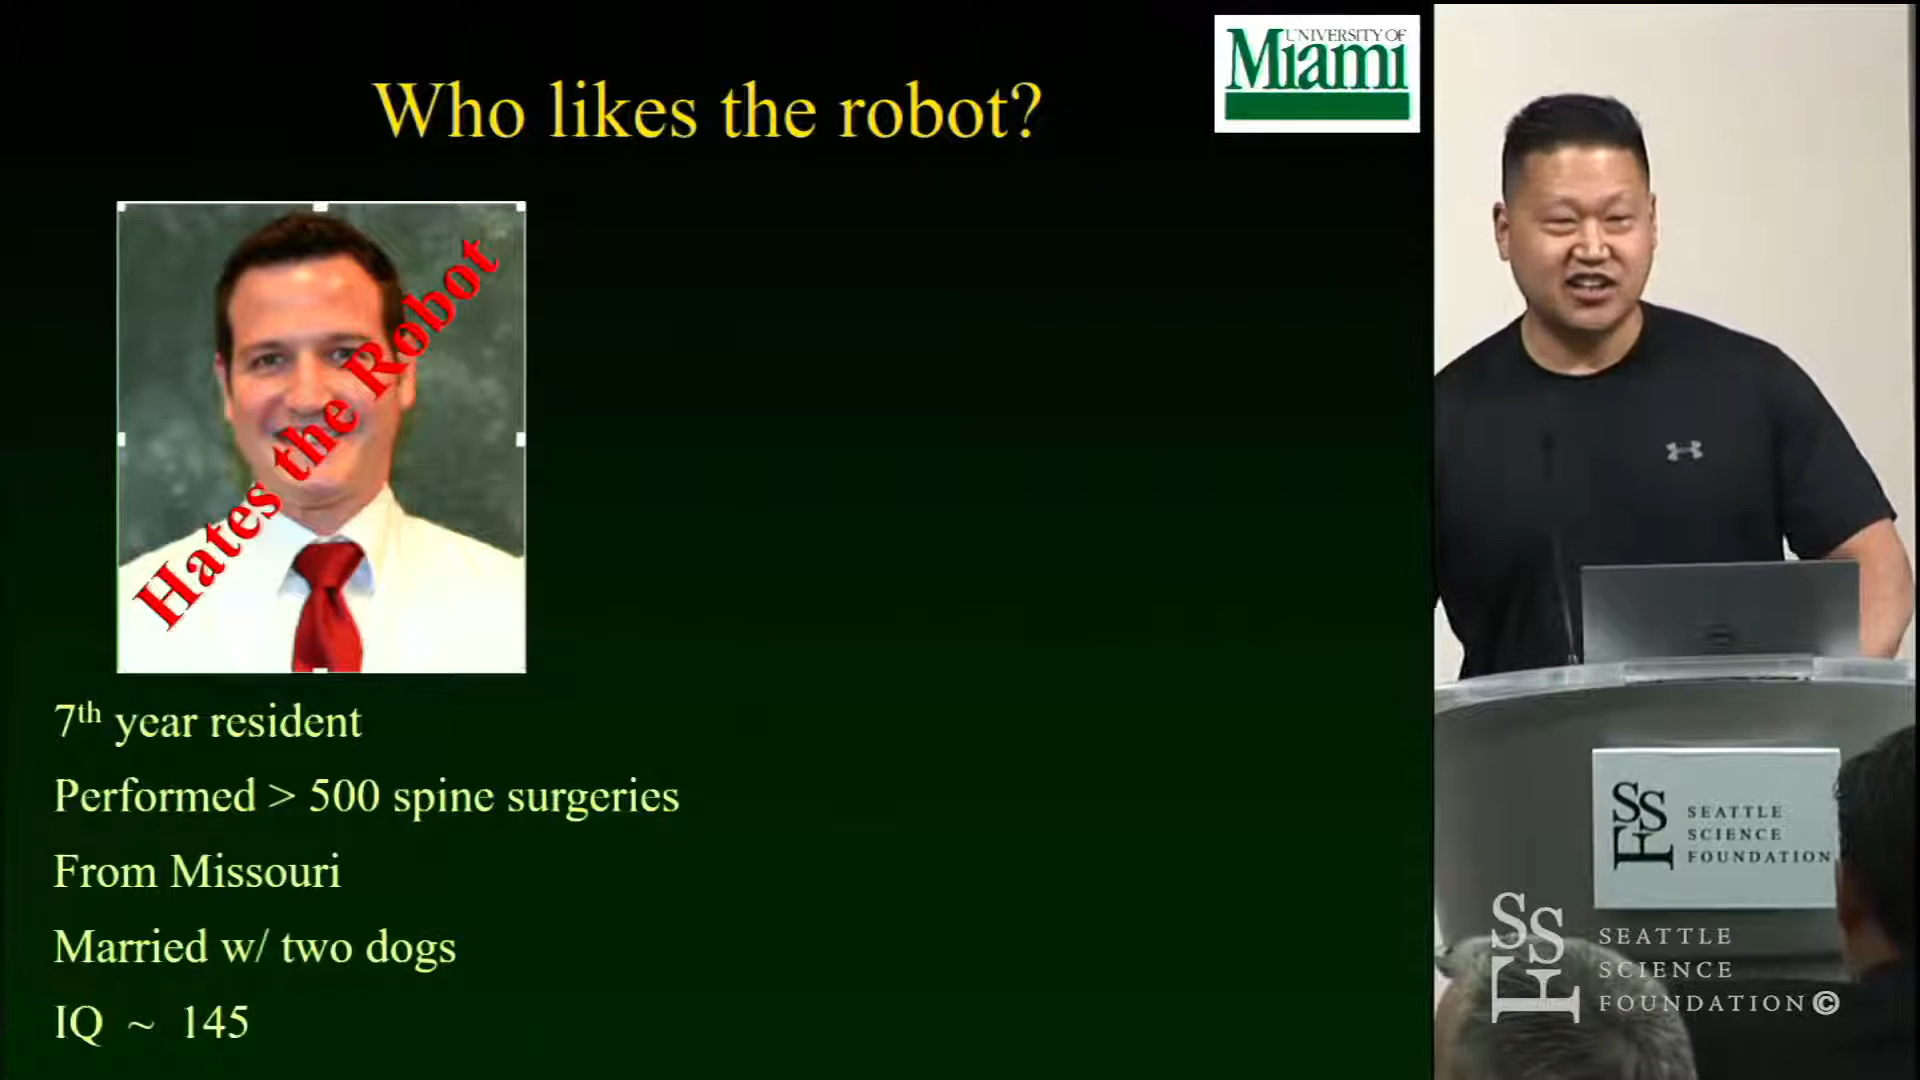 Who likes the robot?
UNIVERSITY OF
Miami
Hates the Robot
7th year resident
Performed > 500 spine surgeries
From Missouri
Married w/ two dogs
IQ ~ 145
SSF
SEATTLE
SCIENCE
FOUNDATION
SSF
SEATTLE
SCIENCE
FOUNDATION©